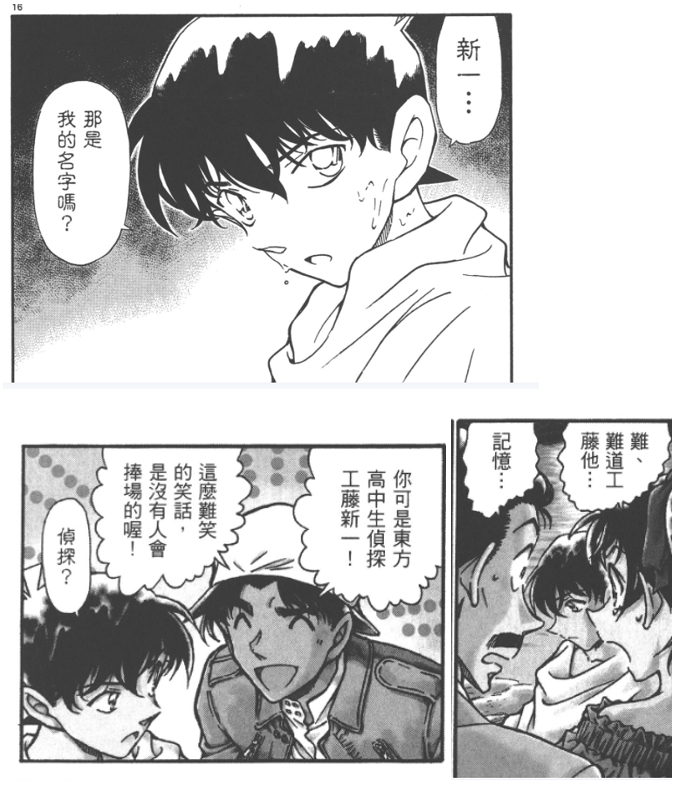 16
新一⋯
那是
我的名字嗎？
你可是東方
高中生偵探
工藤新一！
這麼難笑
的笑話，
是沒有人會
捧場的喔！
偵探？
難、
難道工
藤他⋯
記憶⋯